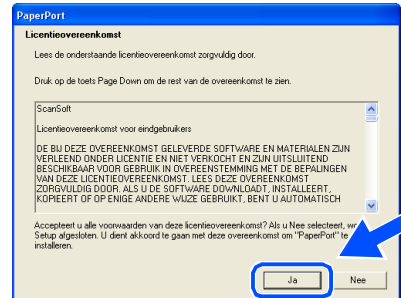 PaperPort
Licentieovereenkomst
Lees de onderstaande licentieovereenkomst zorgvuldig door.
Druk op de toets Page Down om de rest van de overeenkomst te zien.
ScanSoft
Licentieovereenkomst voor eindgebruikers
DE BIJ DEZE OVEREENKOMST GELEVERDE SOFTWARE EN MATERIALEN ZIJN
VERLEEND ONDER LICENTIE EN NIET VERKOCHT EN ZIJN UITSLUITEND
BESCHIKBAAR VOOR GEBRUIK IN OVEREENSTEMMING MET DE BEPALINGEN
VAN DEZE LICENTIEOVEREENKOMST. LEES DEZE OVEREENKOMST
ZORGVULDIG DOOR. ALS U DE SOFTWARE DOWNLOADT, INSTALLEERT,
KOPIEERT OF OP ENIGE ANDERE WIJZE GEBRUIKT, BENT U AUTOMATISCH
Accepteert u alle voorwaarden van deze licentieovereenkomst? Als u Nee selecteert,
Setup afgesloten. U dient akkoord te gaan met deze overeenkomst om "PaperPort" te
installeren.
Ja
Nee